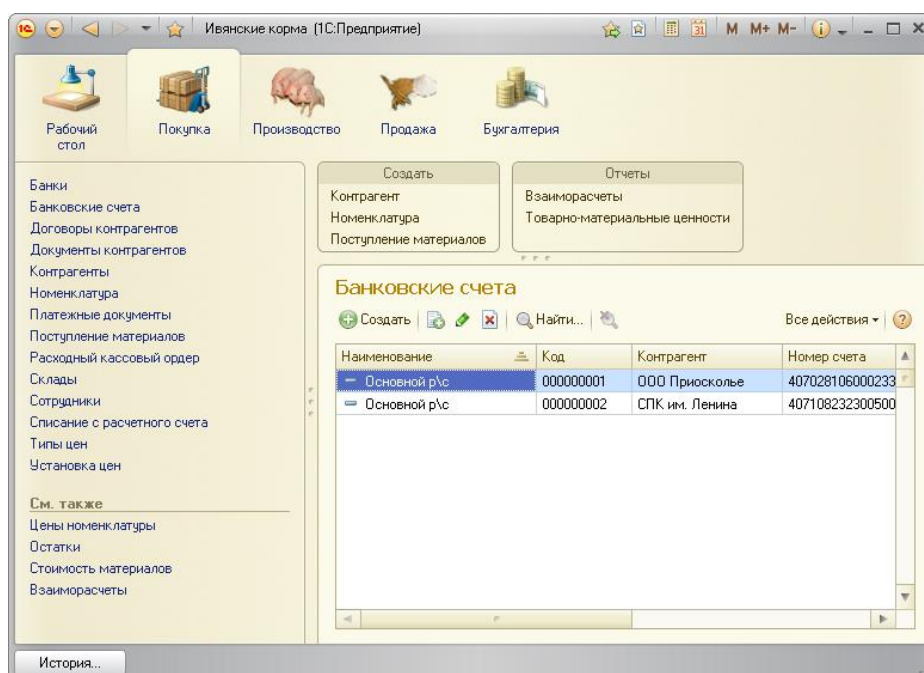 1С Ивянские корма (1С:Предприятие) 31 M M+ M- i
Рабочий
стол
Покупка
Производство
Продажа
Бухгалтерия
Банки
Банковские счета
Договоры контрагентов
Документы контрагентов
Контрагенты
Номенклатура
Платежные документы
Поступление материалов
Расходный кассовый ордер
Склады
Сотрудники
Списание с расчетного счета
Типы цен
Установка цен
См. также
Цены номенклатуры
Остатки
Стоимость материалов
Взаиморасчеты
Создать
Контрагент
Номенклатура
Поступление материалов
Отчеты
Взаиморасчеты
Товарно-материальные ценности
Банковские счета
Создать Найти... Все действия ?
Наименование Код Контрагент Номер счета
Основной р\с 000000001 ООО Приосколье 407028106000233
Основной р\с 000000002 СПК им. Ленина 407108232300500
История...